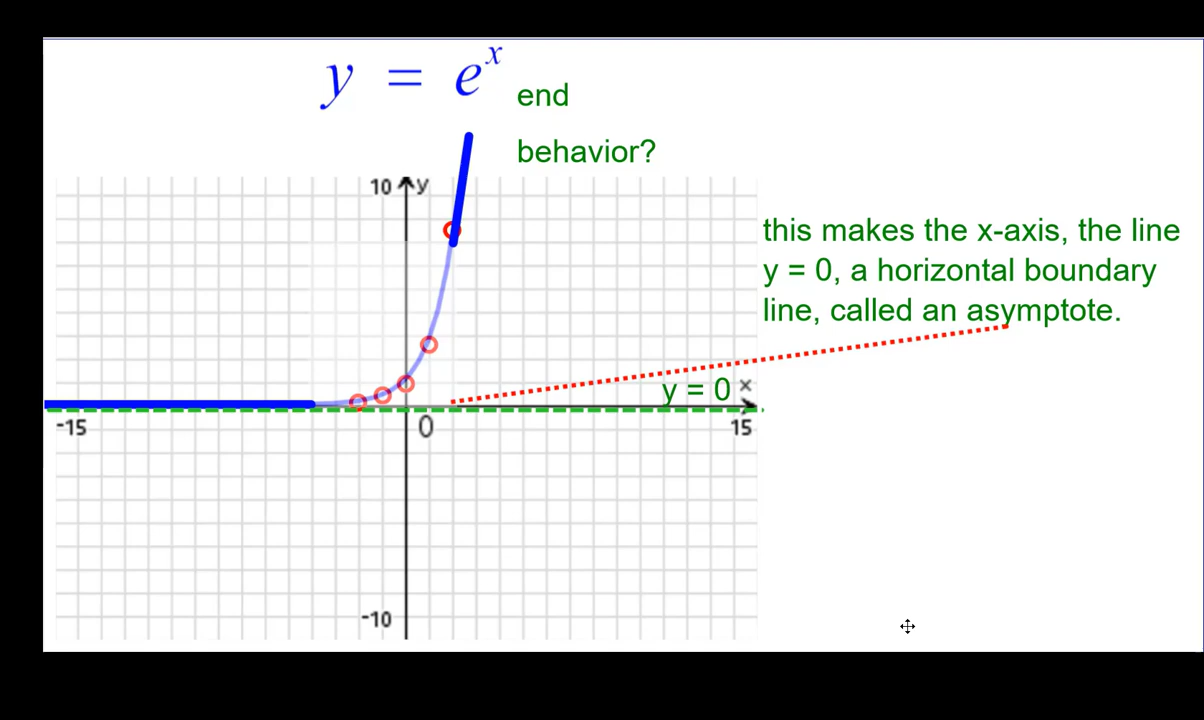 y = e^x
end
behavior?
10 y
this makes the x-axis, the line
y = 0, a horizontal boundary
line, called an asymptote.
y = 0 x
-15 0 15
-10